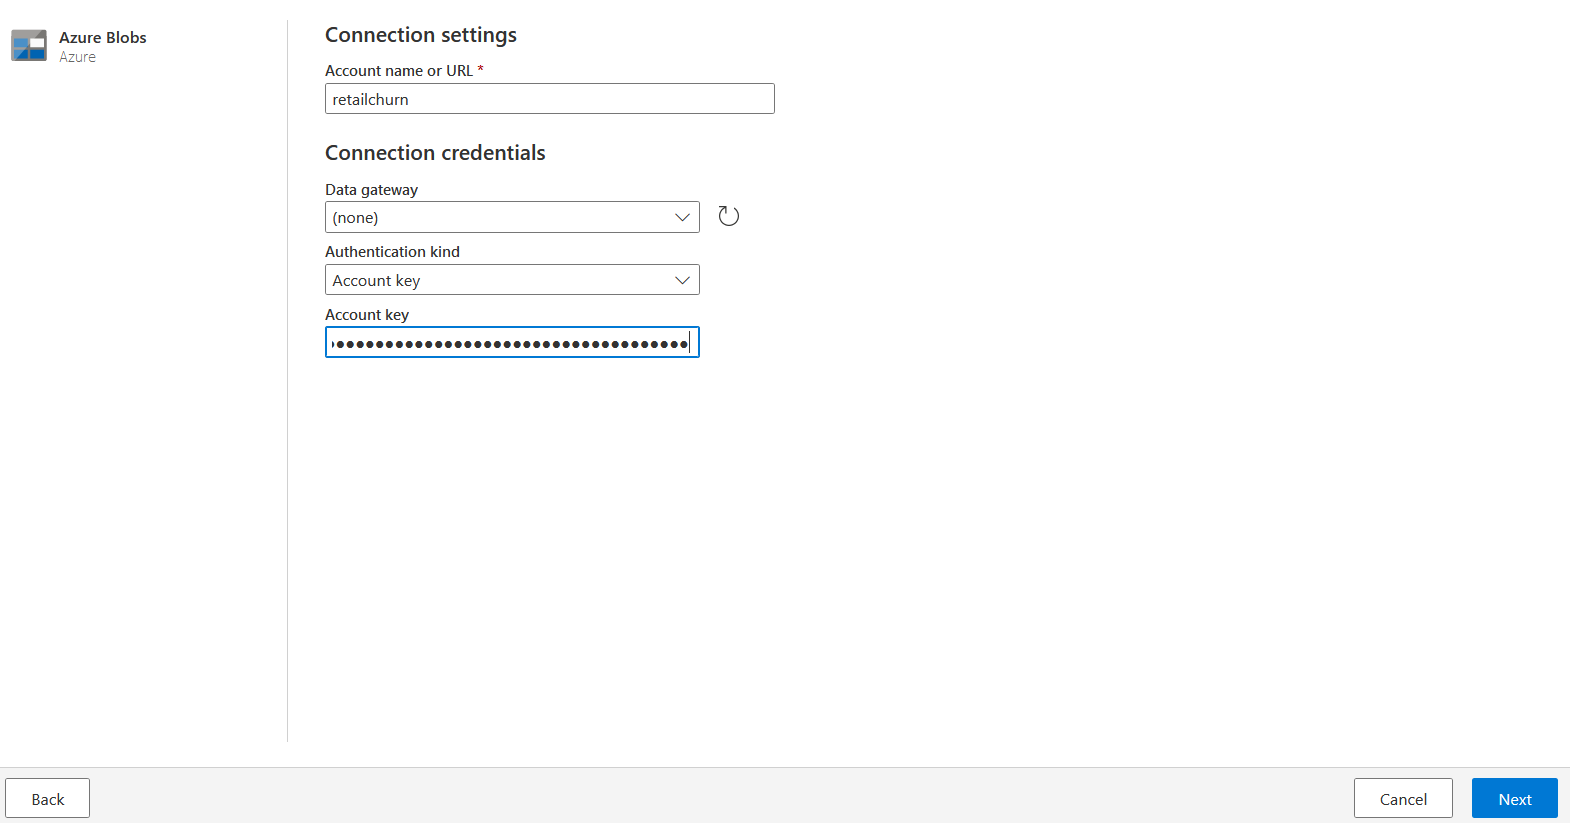 Azure Blobs
Azure
Connection settings
Account name or URL *
retailchurn
Connection credentials
Data gateway
(none)
Authentication kind
Account key
Account key
Back
Cancel
Next